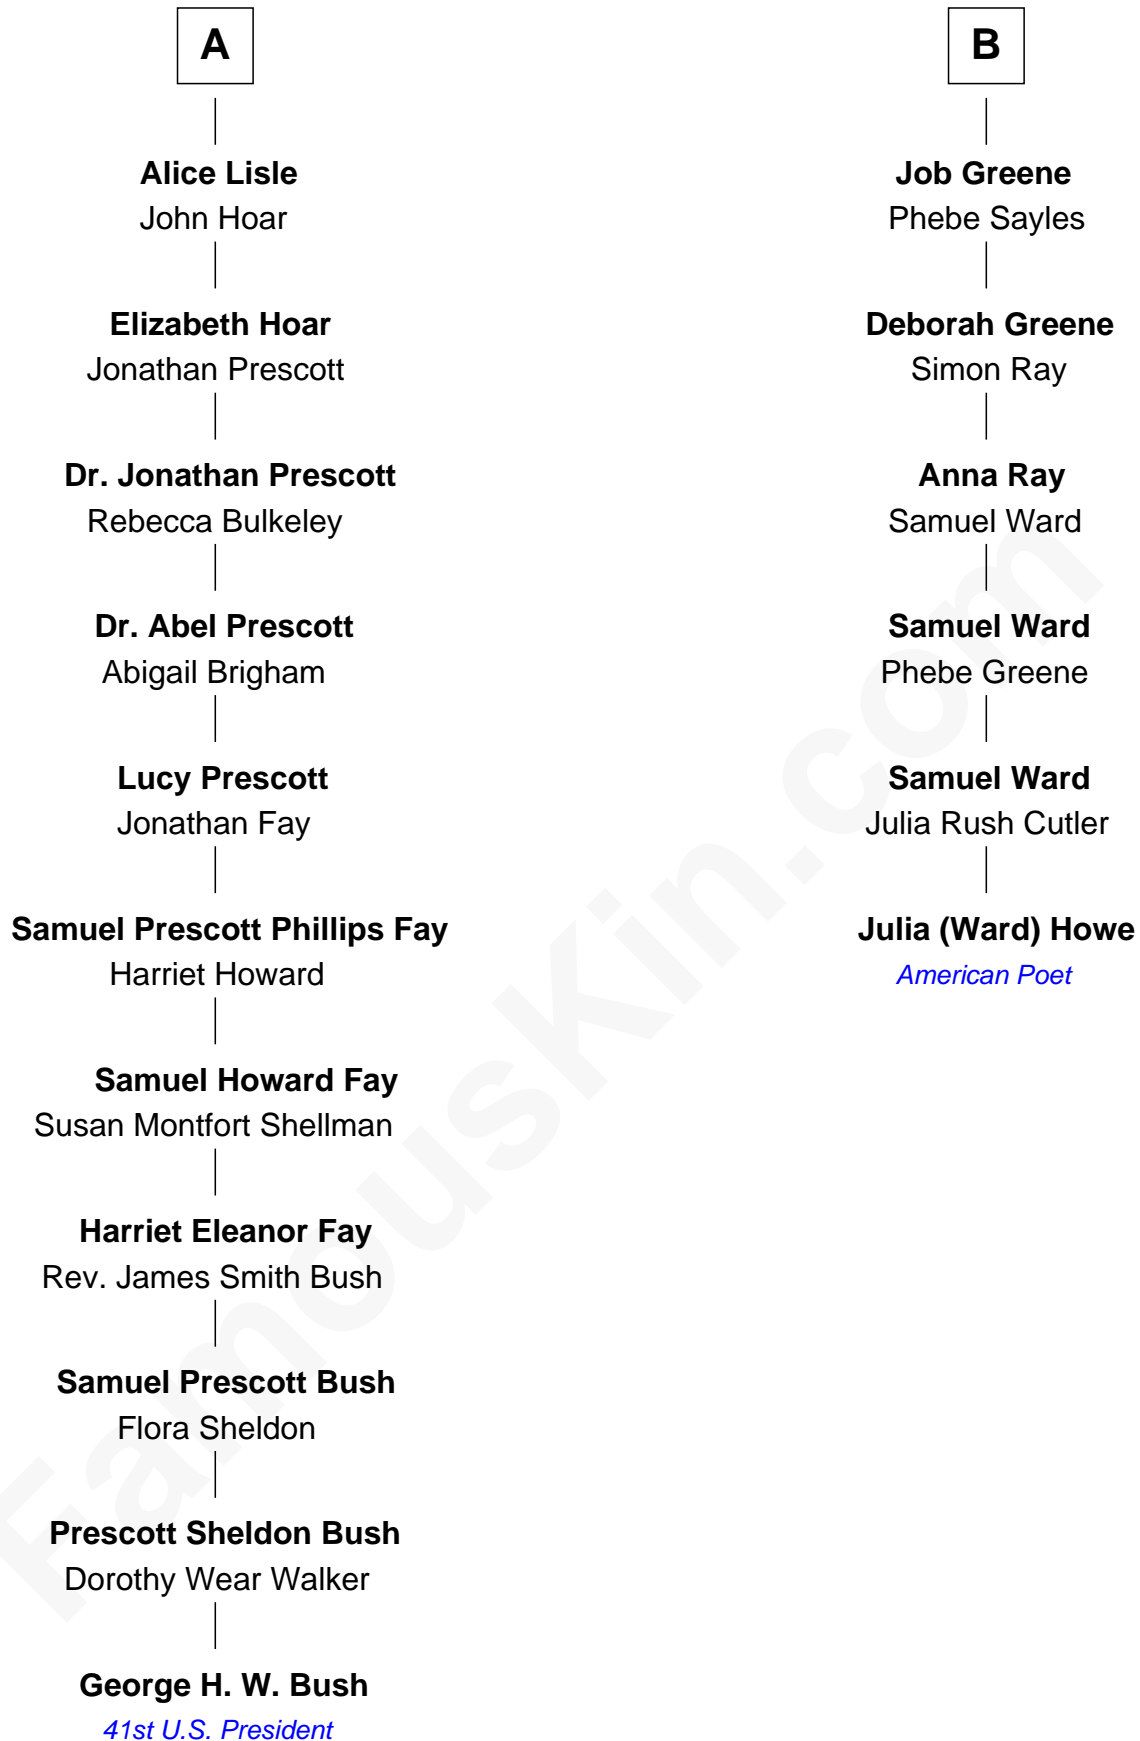 A
Alice Lisle
John Hoar
Elizabeth Hoar
Jonathan Prescott
Dr. Jonathan Prescott
Rebecca Bulkeley
Dr. Abel Prescott
Abigail Brigham
Lucy Prescott
Jonathan Fay
Samuel Prescott Phillips Fay
Harriet Howard
Samuel Howard Fay
Susan Montfort Shellman
Harriet Eleanor Fay
Rev. James Smith Bush
Samuel Prescott Bush
Flora Sheldon
Prescott Sheldon Bush
Dorothy Wear Walker
George H. W. Bush
41st U.S. President
B
Job Greene
Phebe Sayles
Deborah Greene
Simon Ray
Anna Ray
Samuel Ward
Samuel Ward
Phebe Greene
Samuel Ward
Julia Rush Cutler
Julia (Ward) Howe
American Poet
FamousKin.com